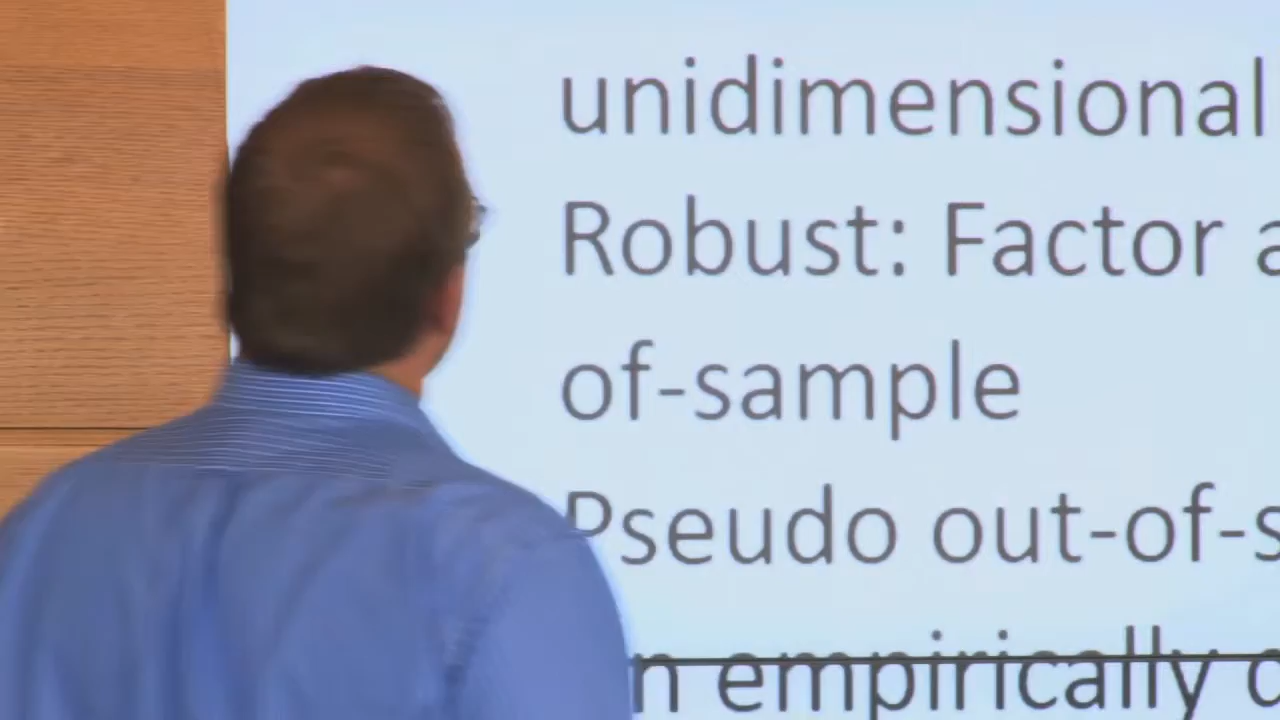 unidimensional
Robust: Factor
of-sample
Pseudo out-of-s
empirically